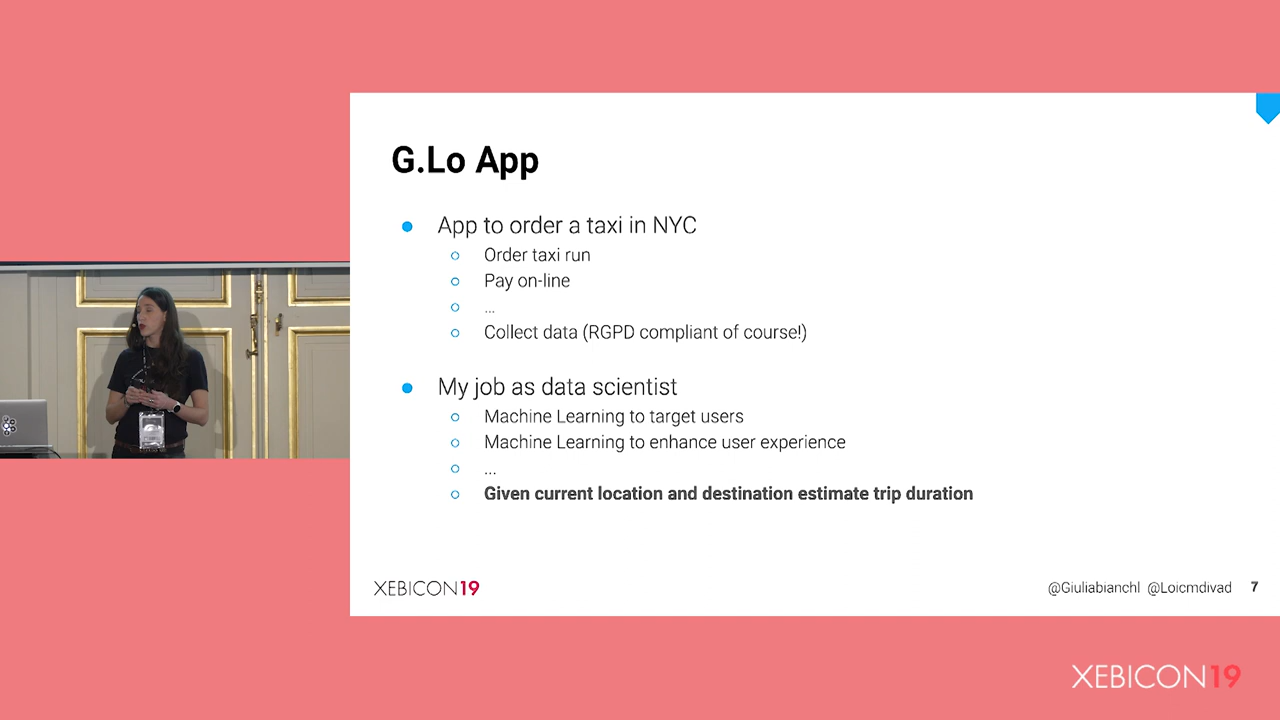 G.Lo App
App to order a taxi in NYC
Order taxi run
Pay on-line
...
Collect data (RGPD compliant of course!)
My job as data scientist
Machine Learning to target users
Machine Learning to enhance user experience
...
Given current location and destination estimate trip duration
XEBICON19
@Giuliabianchl @Loicmdivad 7
XEBICON19